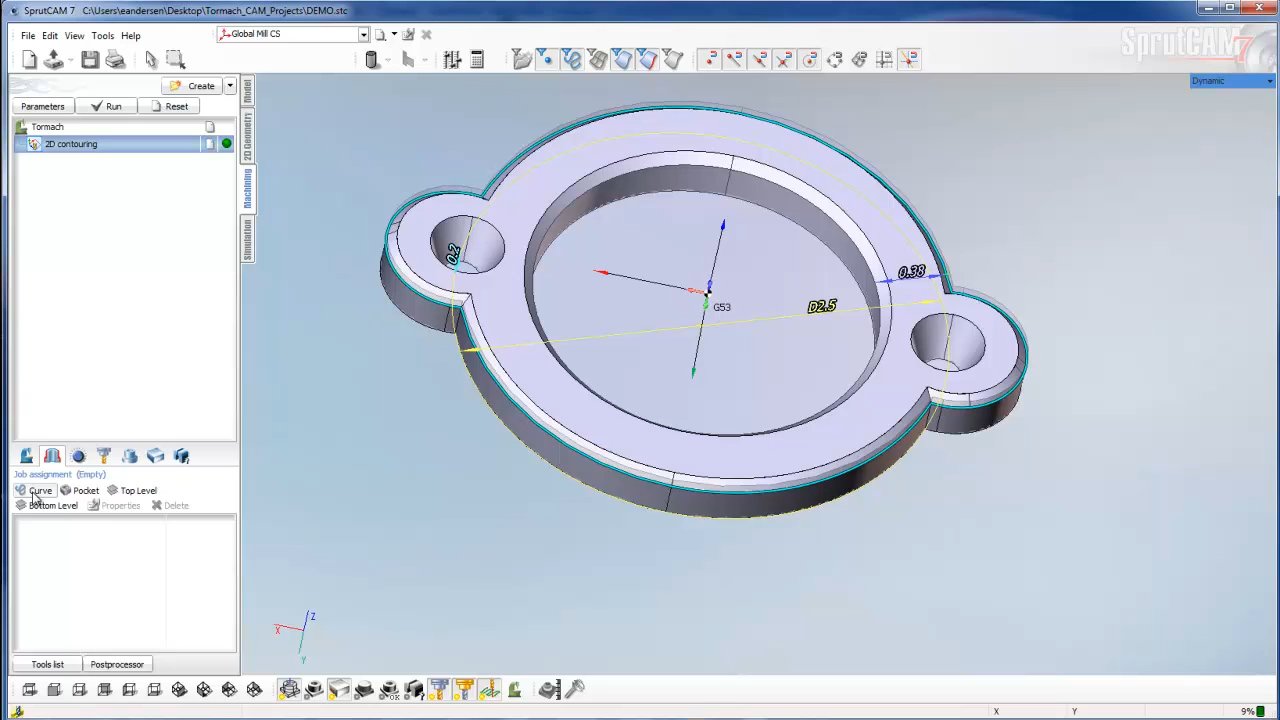 SprutCAM 7 C:\Users\eandersen\Desktop\Tormach_CAM_Projects\DEMO.stc
File Edit View Tools Help
Global Mill CS
SprutCAM 7
Dynamic
Create
Parameters Run Reset
Tormach
2D contouring
Model
2D Geometry
Machining
Simulation
0.2
0.38
D2.5
G53
Job assignment (Empty)
Curve Pocket Top Level
Bottom Level Properties Delete
Z
X
Y
Tools list Postprocessor
OK
X Y 9%